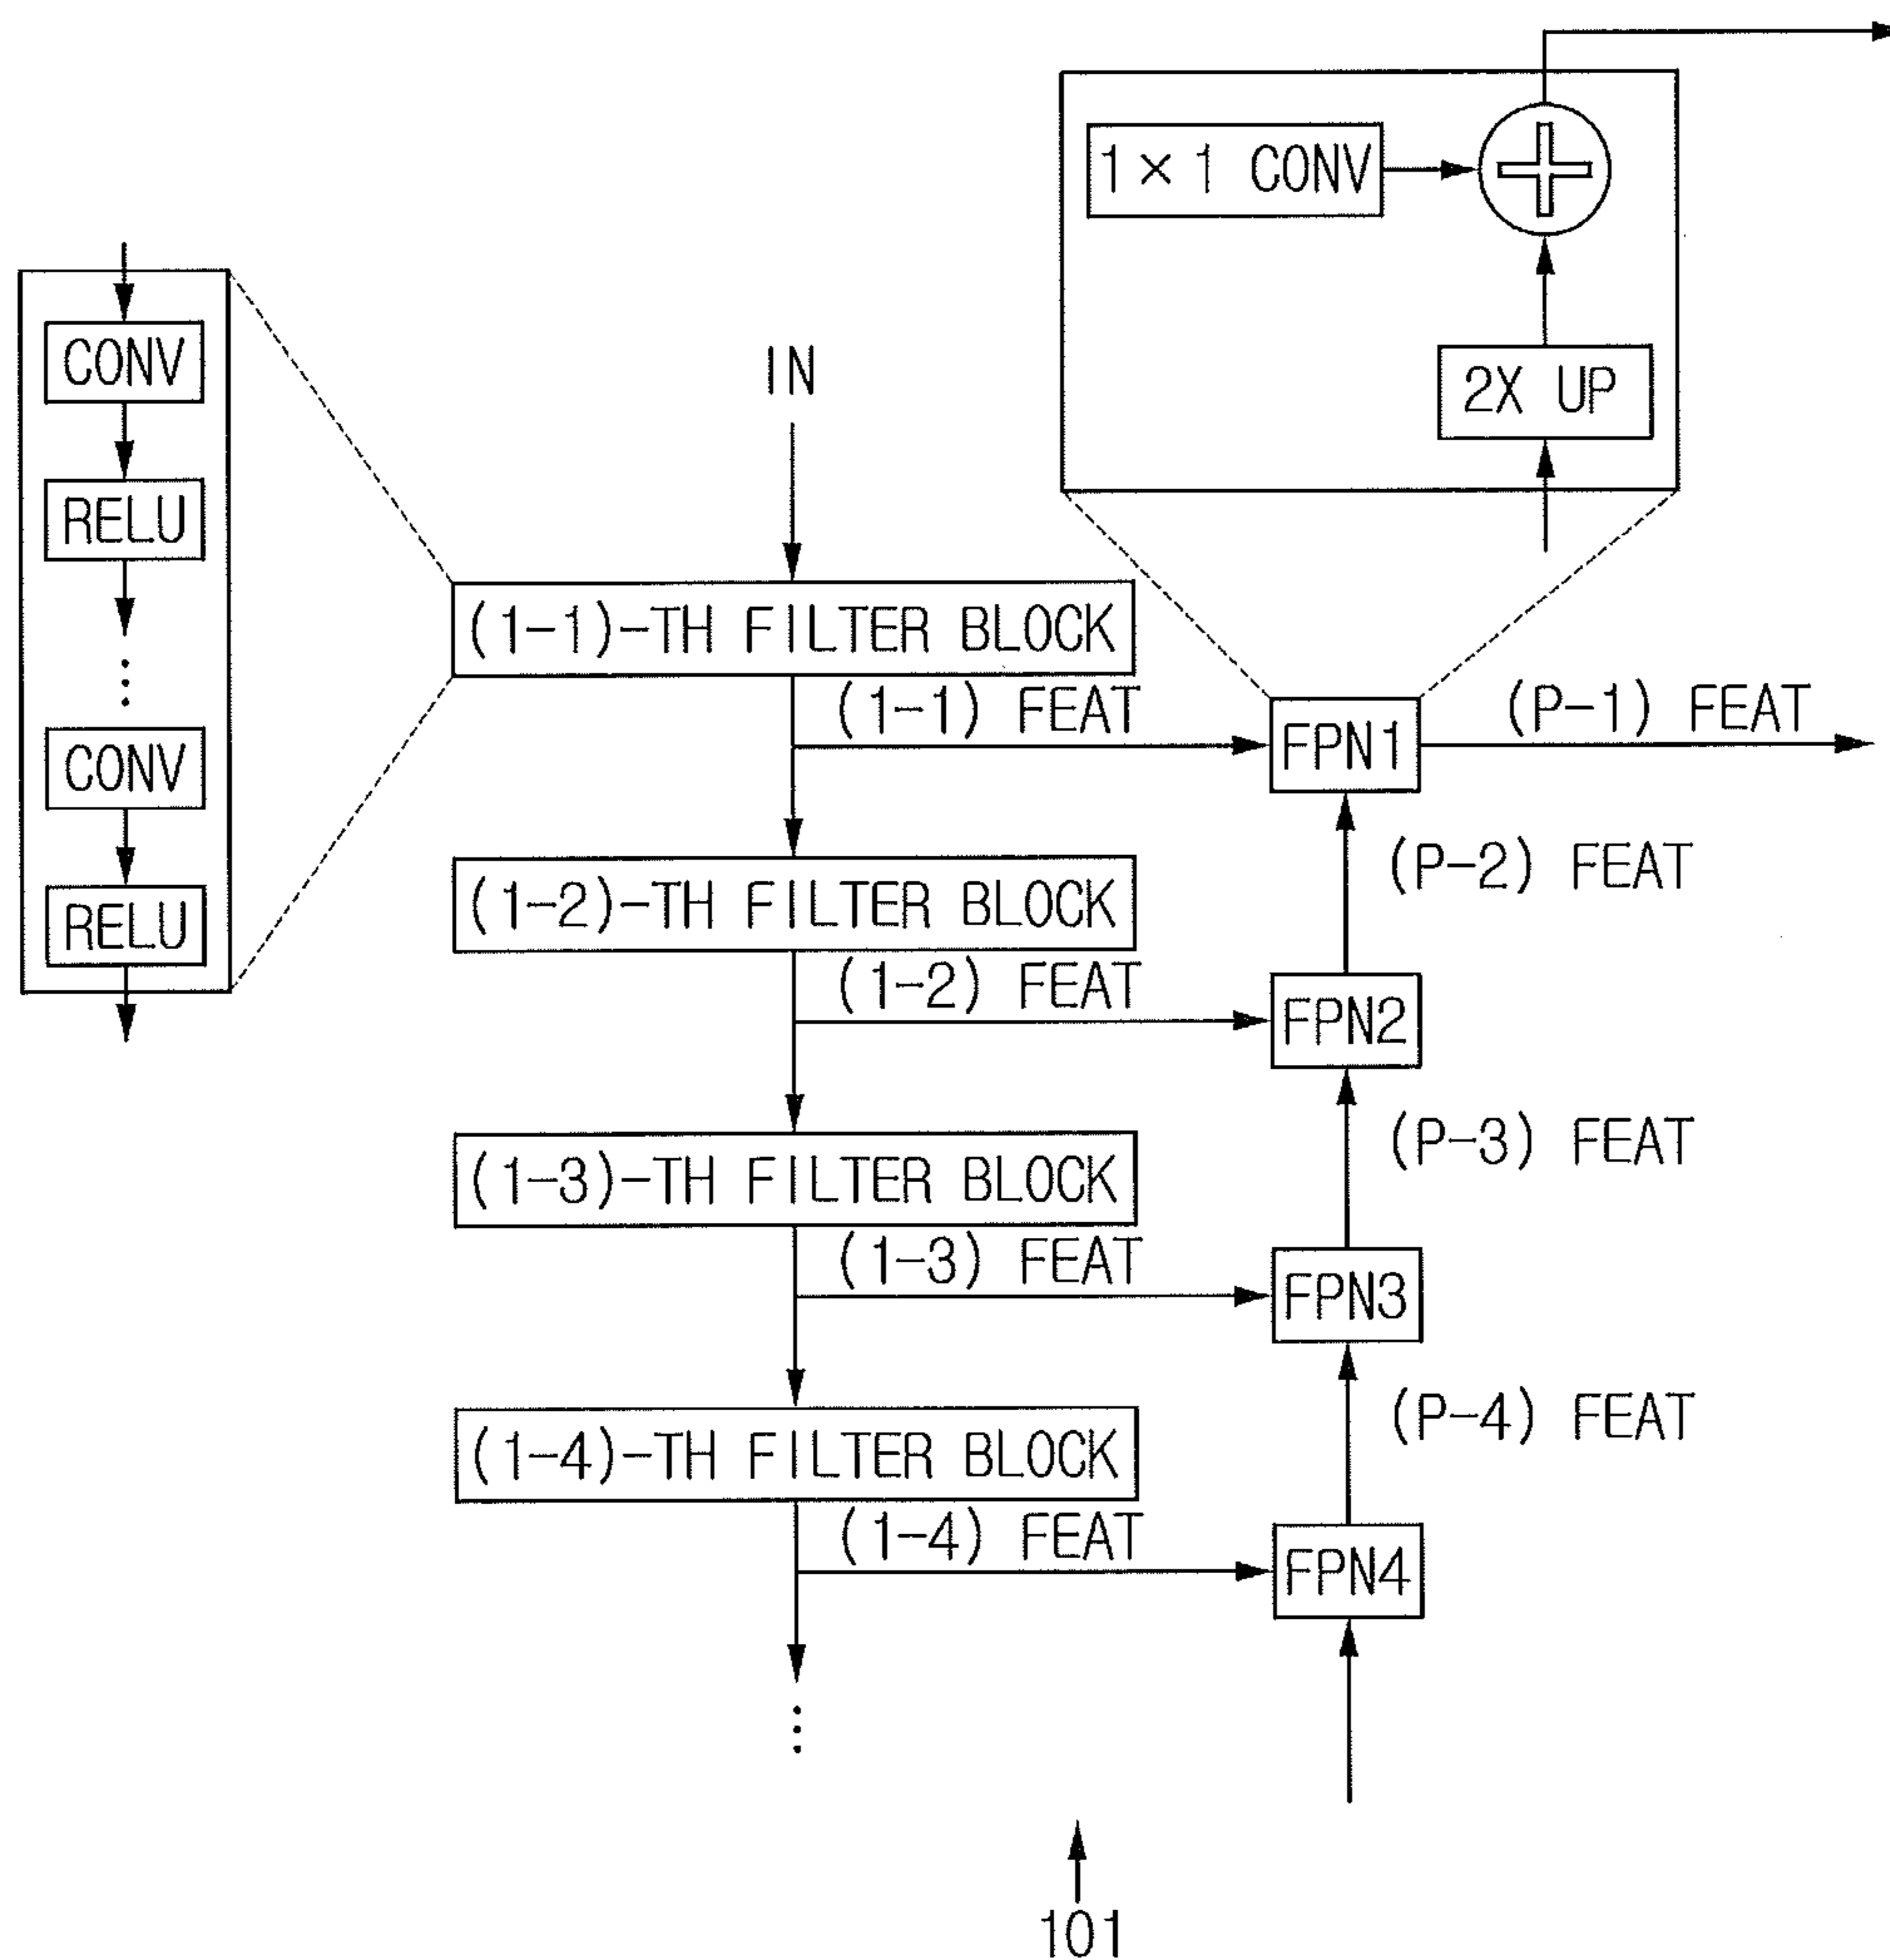 1×1 CONV
2X UP
CONV
RELU
⋮
CONV
RELU
IN
(1-1)-TH FILTER BLOCK
(1-1) FEAT
FPN1
(P-1) FEAT
(P-2) FEAT
(1-2)-TH FILTER BLOCK
(1-2) FEAT
FPN2
(P-3) FEAT
(1-3)-TH FILTER BLOCK
(1-3) FEAT
FPN3
(P-4) FEAT
(1-4)-TH FILTER BLOCK
(1-4) FEAT
FPN4
⋮
101